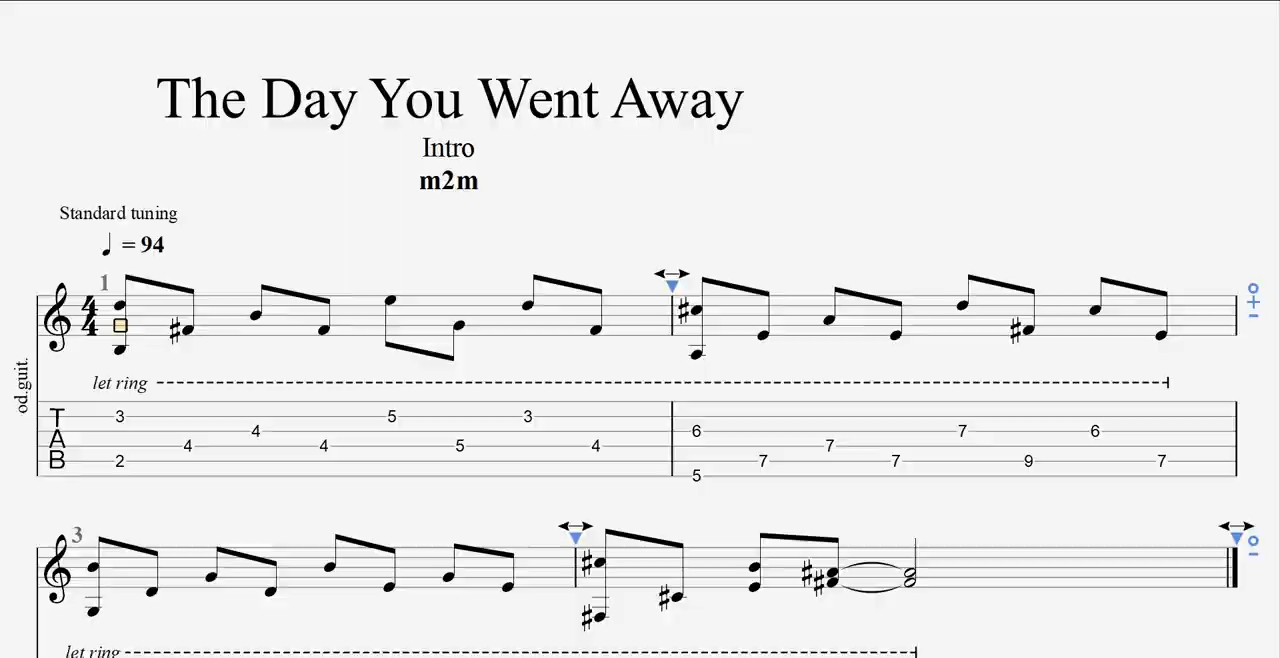 The Day You Went Away
Intro
m2m
Standard tuning
= 94
1
4
4
od.guit.
let ring
T
A
B
3 4 5 3 6 7 6
2 4 4 5 4 7 7 7 9 7
5
3
let ring